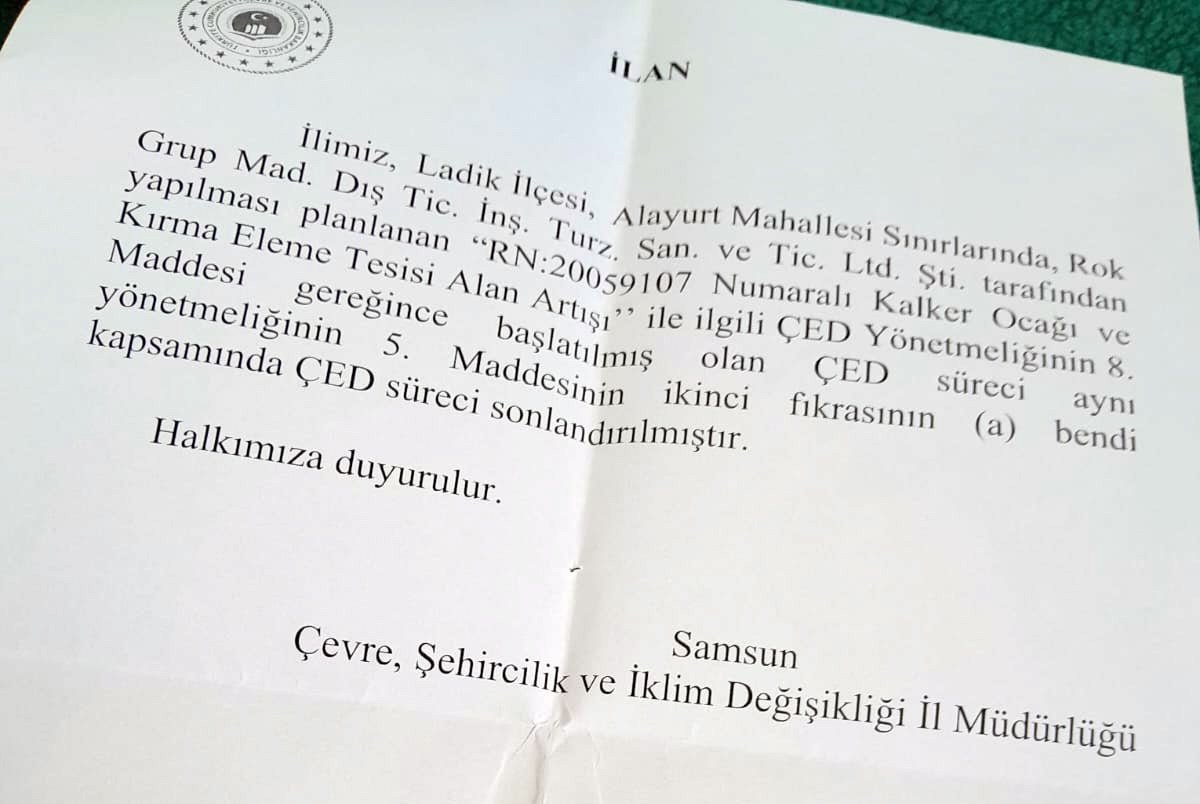 İLAN
İlimiz, Ladik İlçesi, Alayurt Mahallesi Sınırlarında, Rok
Grup Mad. Dış Tic. İnş. Turz. San. ve Tic. Ltd. Şti. tarafından
yapılması planlanan “RN:20059107 Numaralı Kalker Ocağı ve
Kırma Eleme Tesisi Alan Artışı’’ ile ilgili ÇED Yönetmeliğinin 8.
Maddesi gereğince başlatılmış olan ÇED süreci aynı
yönetmeliğinin 5. Maddesinin ikinci fıkrasının (a) bendi
kapsamında ÇED süreci sonlandırılmıştır.
Halkımıza duyurulur.
Samsun
Çevre, Şehircilik ve İklim Değişikliği İl Müdürlüğü